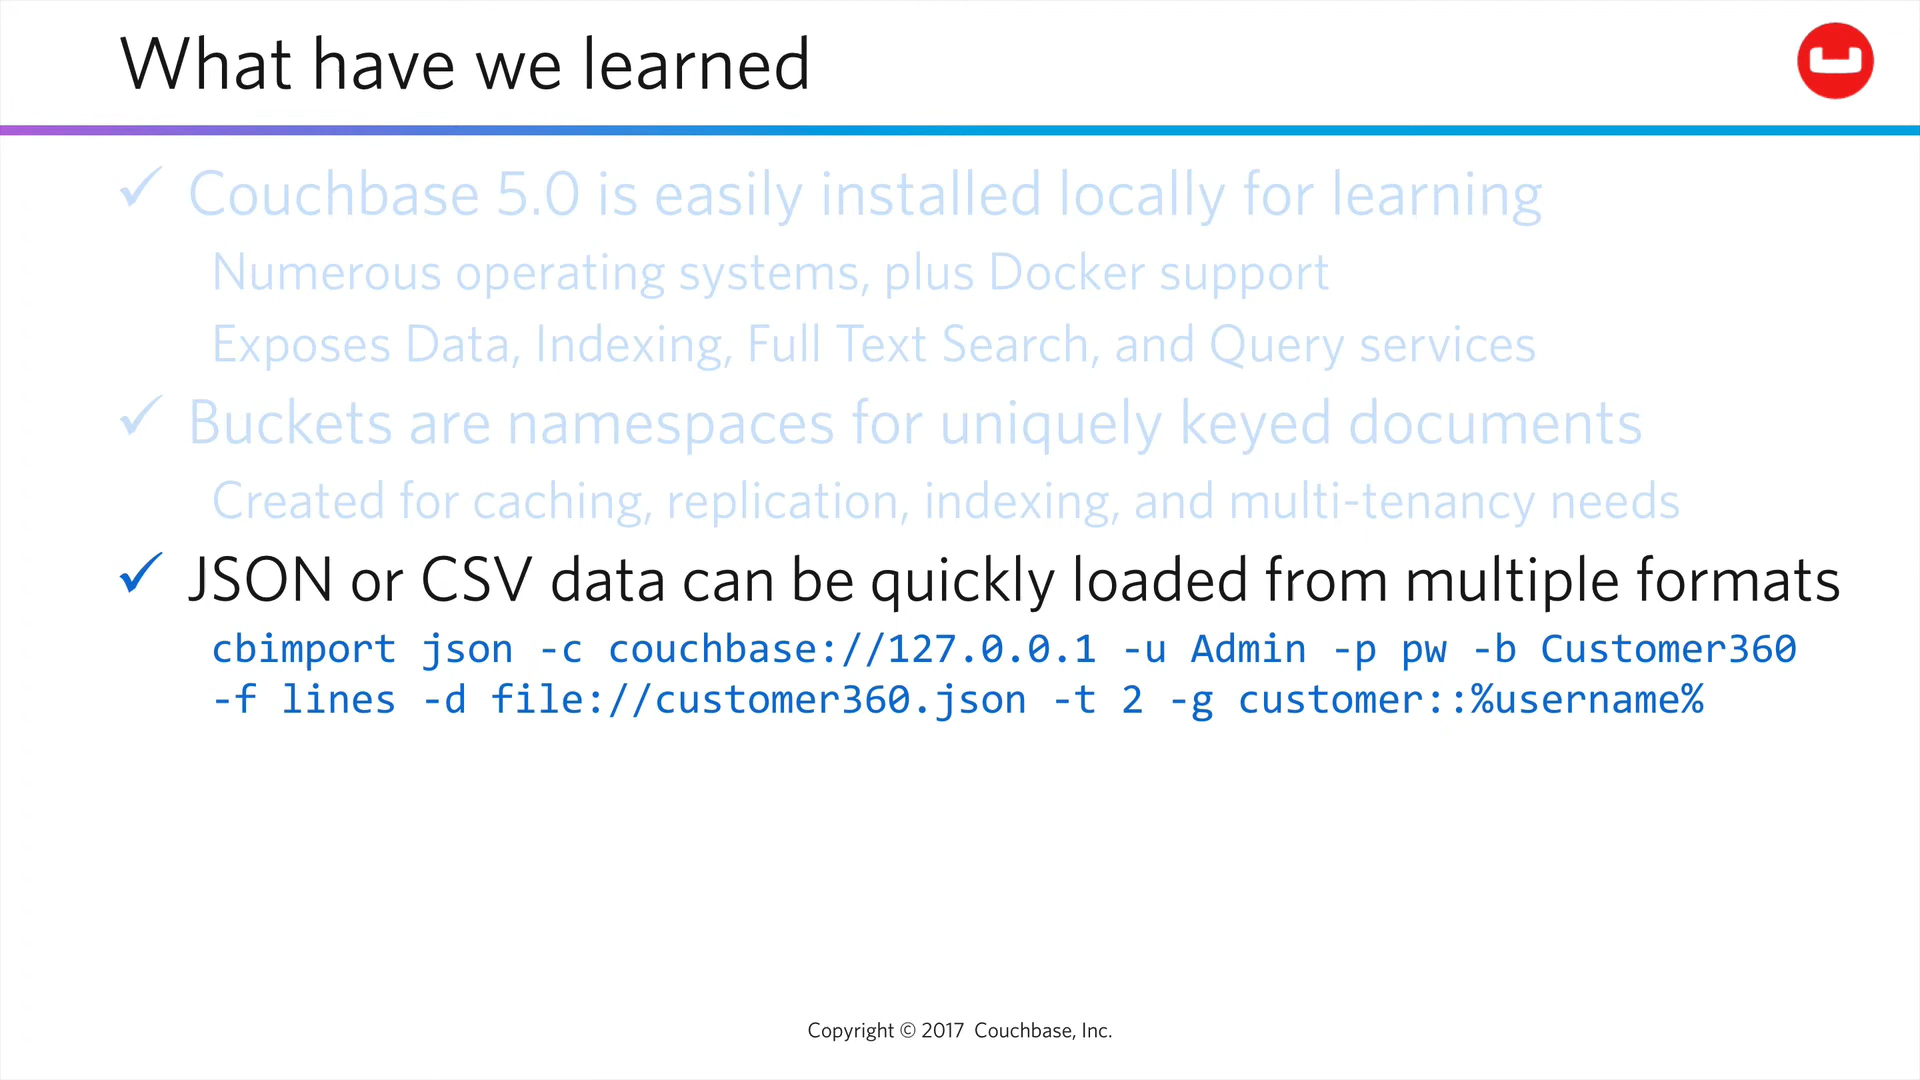 What have we learned
✓ Couchbase 5.0 is easily installed locally for learning
Numerous operating systems, plus Docker support
Exposes Data, Indexing, Full Text Search, and Query services
✓ Buckets are namespaces for uniquely keyed documents
Created for caching, replication, indexing, and multi-tenancy needs
✓ JSON or CSV data can be quickly loaded from multiple formats
cbimport json -c couchbase://127.0.0.1 -u Admin -p pw -b Customer360
-f lines -d file://customer360.json -t 2 -g customer::%username%
Copyright © 2017 Couchbase, Inc.